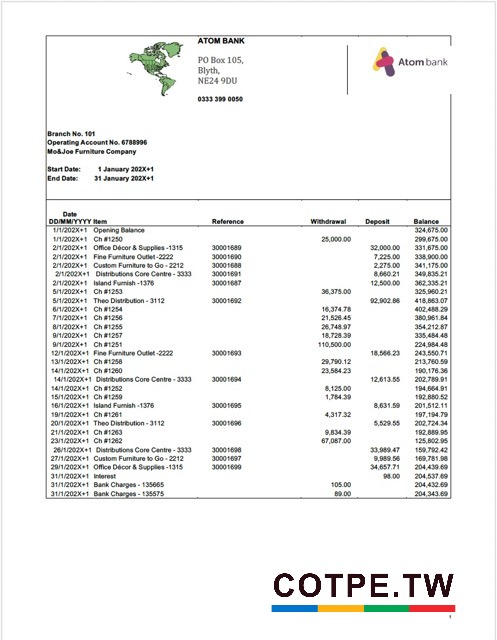 ATOM BANK
PO Box 105,
Blyth,
NE24 9DU
0333 399 0050
Atom bank
Branch No. 101
Operating Account No. 6788996
Mo&Joe Furniture Company
Start Date: 1 January 202X+1
End Date: 31 January 202X+1
Date
DD/MM/YYYY Item Reference Withdrawal Deposit Balance
1/1/202X+1 Opening Balance 324,675.00
1/1/202X+1 Ch #1250 25,000.00 299,675.00
2/1/202X+1 Office Décor & Supplies -1315 30001689 32,000.00 331,675.00
2/1/202X+1 Fine Furniture Outlet -2222 30001690 7,225.00 338,900.00
2/1/202X+1 Custom Furniture to Go - 2212 30001688 2,275.00 341,175.00
2/1/202X+1 Distributions Core Centre - 3333 30001691 8,660.21 349,835.21
2/1/202X+1 Island Furnish -1376 30001687 12,500.00 362,335.21
5/1/202X+1 Ch #1253 36,375.00 325,960.21
5/1/202X+1 Theo Distribution - 3112 30001692 92,902.86 418,863.07
6/1/202X+1 Ch #1254 16,374.78 402,488.29
7/1/202X+1 Ch #1256 21,526.45 380,961.84
8/1/202X+1 Ch #1255 26,748.97 354,212.87
9/1/202X+1 Ch #1257 18,728.39 335,484.48
9/1/202X+1 Ch #1251 110,500.00 224,984.48
12/1/202X+1 Fine Furniture Outlet -2222 30001693 18,566.23 243,550.71
13/1/202X+1 Ch #1258 29,790.12 213,760.59
14/1/202X+1 Ch #1260 23,584.23 190,176.36
14/1/202X+1 Distributions Core Centre - 3333 30001694 12,613.55 202,789.91
14/1/202X+1 Ch #1252 8,125.00 194,664.91
15/1/202X+1 Ch #1259 1,784.39 192,880.52
16/1/202X+1 Island Furnish -1376 30001695 8,631.59 201,512.11
19/1/202X+1 Ch #1261 4,317.32 197,194.79
20/1/202X+1 Theo Distribution - 3112 30001696 5,529.55 202,724.34
21/1/202X+1 Ch #1263 9,834.39 192,889.95
23/1/202X+1 Ch #1262 67,087.00 125,802.95
26/1/202X+1 Distributions Core Centre - 3333 30001698 33,989.47 159,792.42
27/1/202X+1 Custom Furniture to Go - 2212 30001697 9,989.56 169,781.98
29/1/202X+1 Office Décor & Supplies -1315 30001699 34,657.71 204,439.69
31/1/202X+1 Interest 98.00 204,537.69
31/1/202X+1 Bank Charges - 135665 105.00 204,432.69
31/1/202X+1 Bank Charges - 135575 89.00 204,343.69
COTPE.TW
1